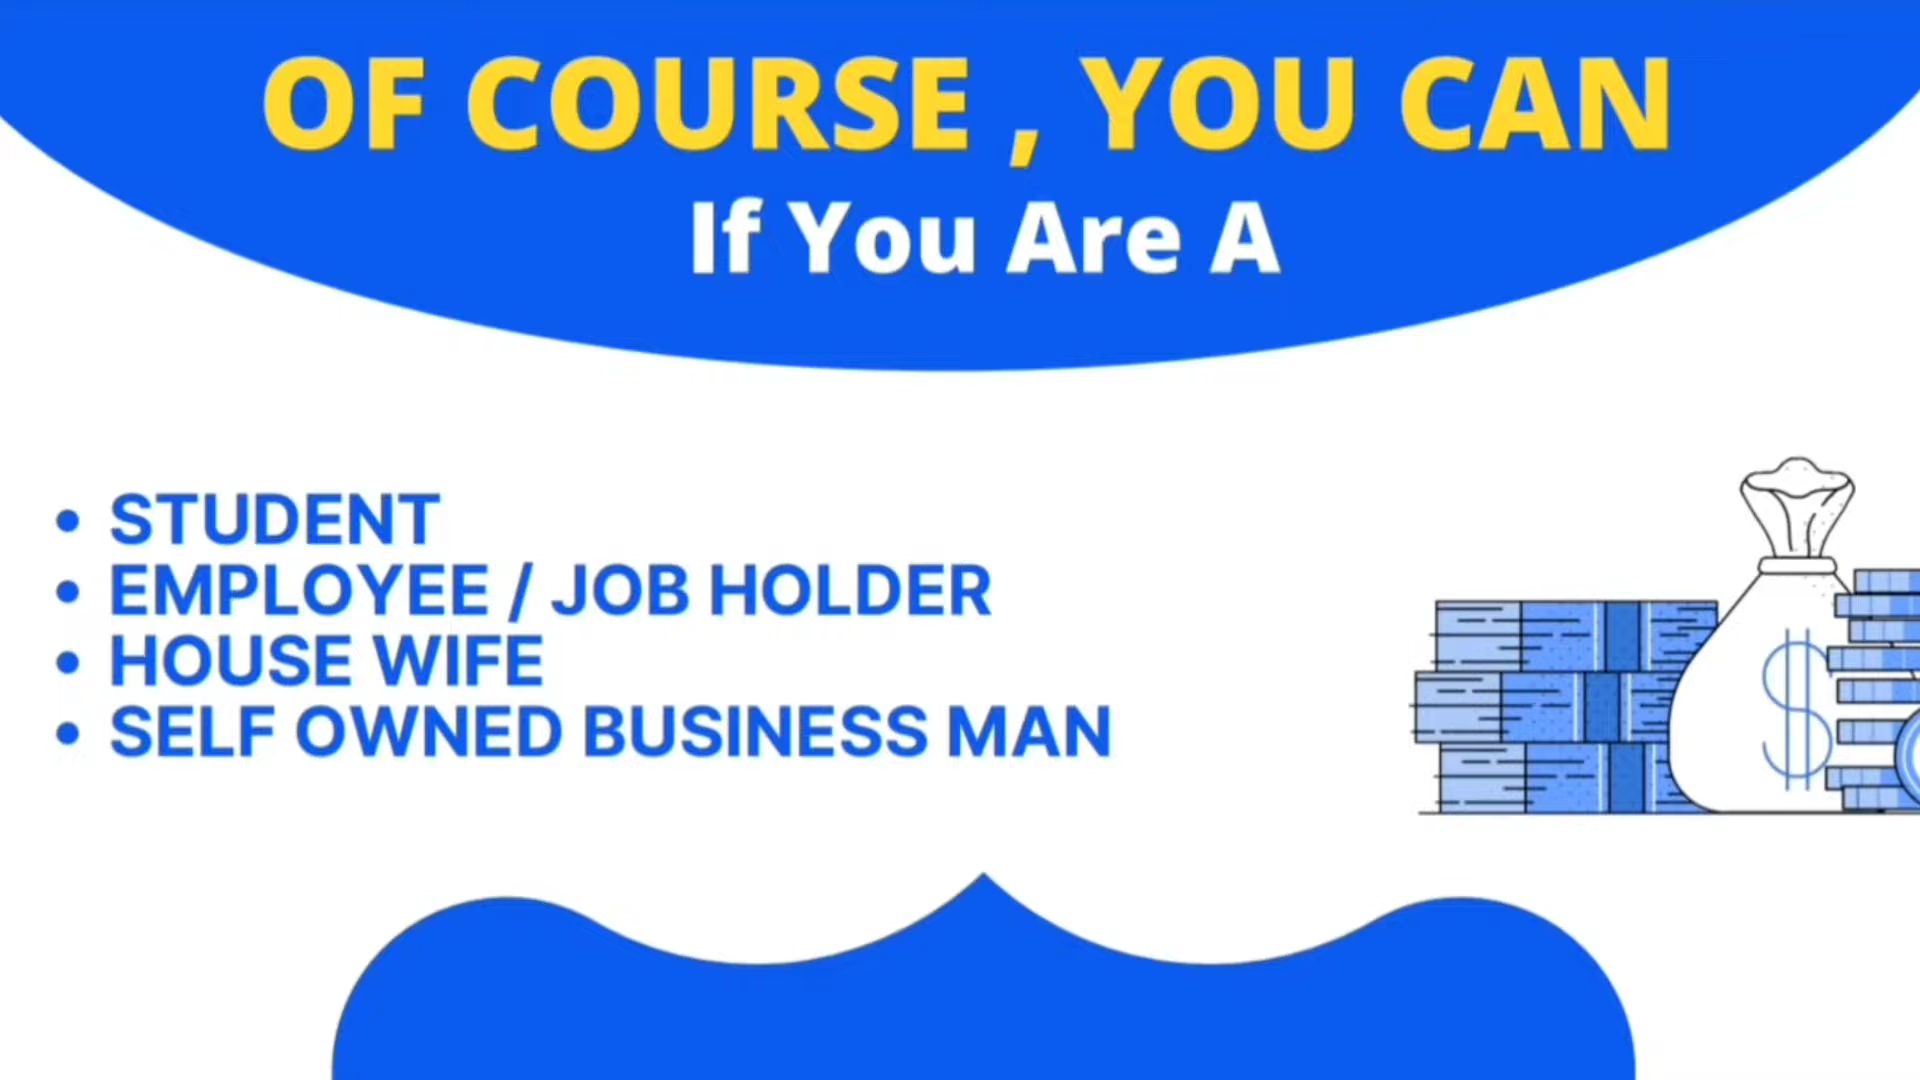 OF COURSE , YOU CAN
If You Are A
• STUDENT
• EMPLOYEE / JOB HOLDER
• HOUSE WIFE
• SELF OWNED BUSINESS MAN
$